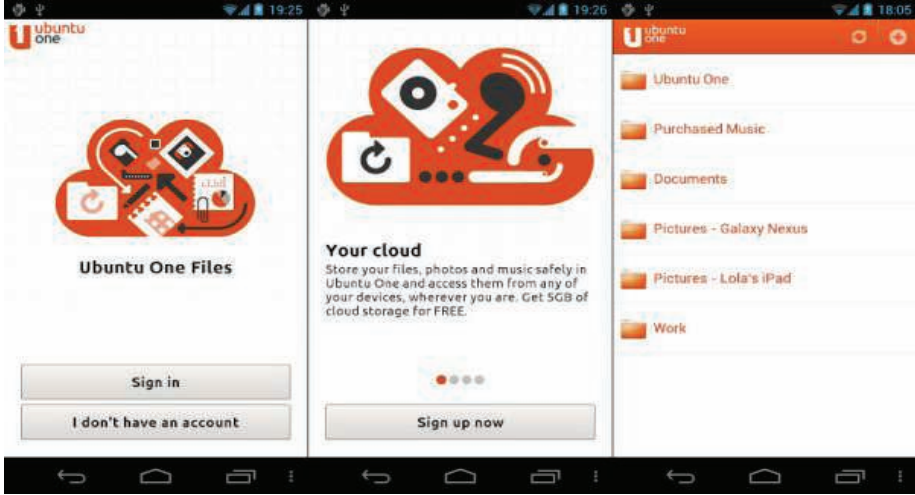 19:25
ubuntu
one
Ubuntu One Files
Sign in
I don't have an account
19:26
Your cloud
Store your files, photos and music safely in
Ubuntu One and access them from any of
your devices, wherever you are. Get 5GB of
cloud storage for FREE.
Sign up now
18:05
ubuntu
one
Ubuntu One
Purchased Music
Documents
Pictures - Galaxy Nexus
Pictures - Lola's iPad
Work